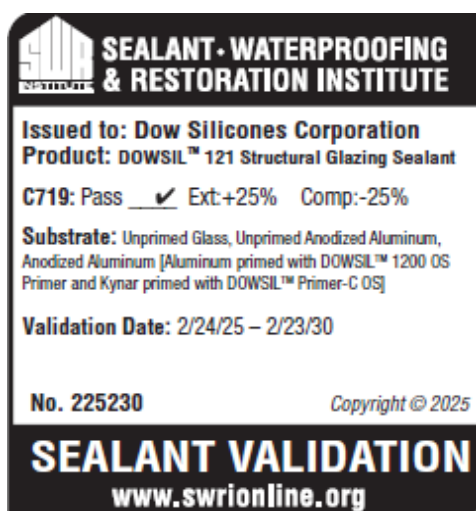 SWR
INSTITUTE
SEALANT • WATERPROOFING
& RESTORATION INSTITUTE
Issued to: Dow Silicones Corporation
Product: DOWSIL™ 121 Structural Glazing Sealant
C719: Pass ✔ Ext:+25% Comp:-25%
Substrate: Unprimed Glass, Unprimed Anodized Aluminum,
Anodized Aluminum [Aluminum primed with DOWSIL™ 1200 OS
Primer and Kynar primed with DOWSIL™ Primer-C OS]
Validation Date: 2/24/25 – 2/23/30
No. 225230
Copyright © 2025
SEALANT VALIDATION
www.swrionline.org